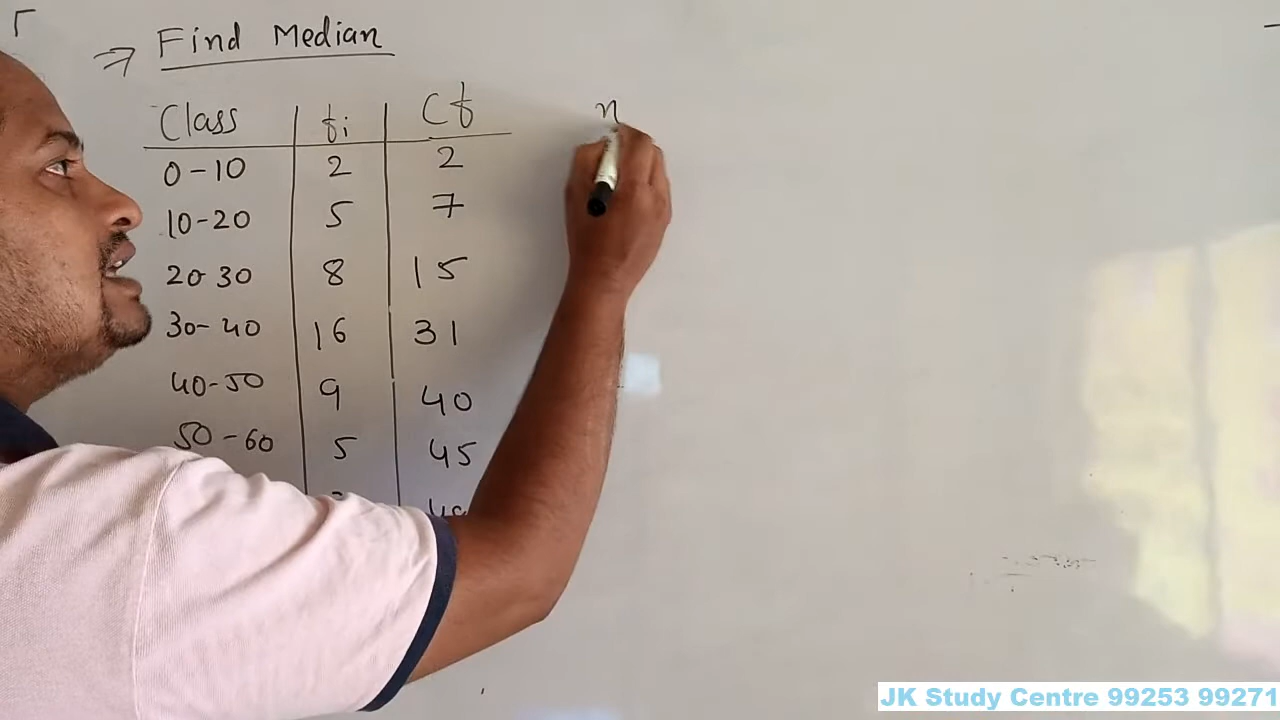 ⇒ Find Median
Class fi Cf n
0-10 2 2
10-20 5 7
20 30 8 15
30-40 16 31
40-50 9 40
50-60 5 45
JK Study Centre 99253 99271